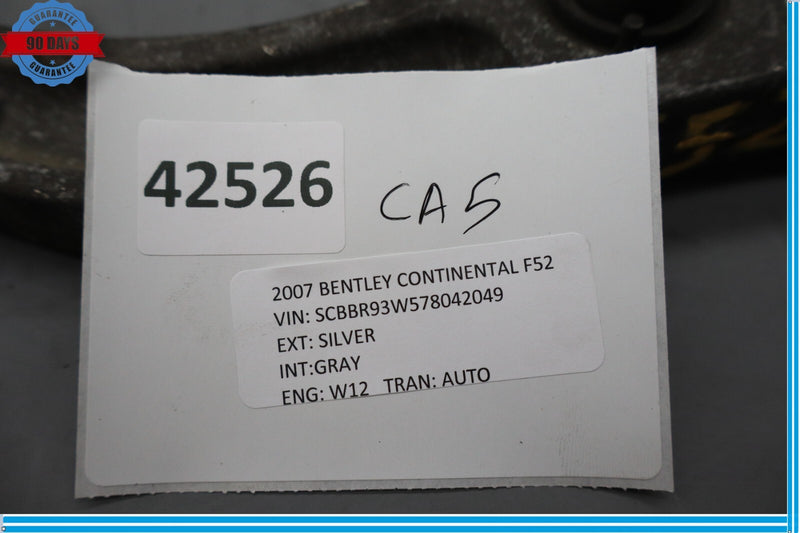 GUARANTEE
90 DAYS
GUARANTEE
42526
CA5
2007 BENTLEY CONTINENTAL F52
VIN: SCBBR93W578042049
EXT: SILVER
INT:GRAY
ENG: W12 TRAN: AUTO